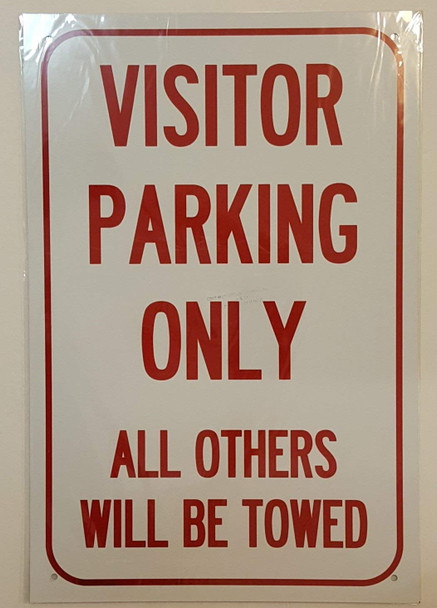 VISITOR
PARKING
ONLY
ALL OTHERS
WILL BE TOWED